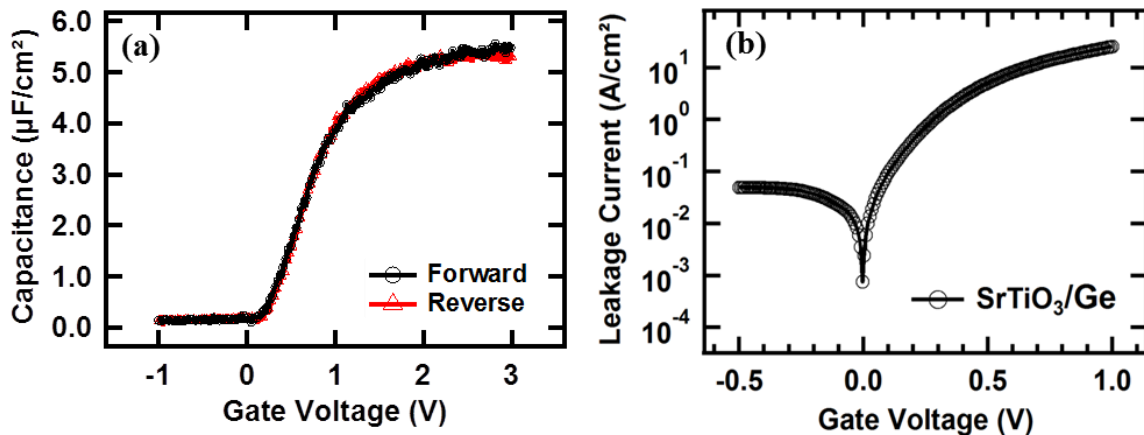 (a)
Capacitance (µF/cm²)
6.0
5.0
4.0
3.0
2.0
1.0
0.0
Forward
Reverse
-1 0 1 2 3
Gate Voltage (V)
(b)
Leakage Current (A/cm²)
10¹
10⁰
10⁻¹
10⁻²
10⁻³
10⁻⁴
SrTiO₃/Ge
-0.5 0.0 0.5 1.0
Gate Voltage (V)